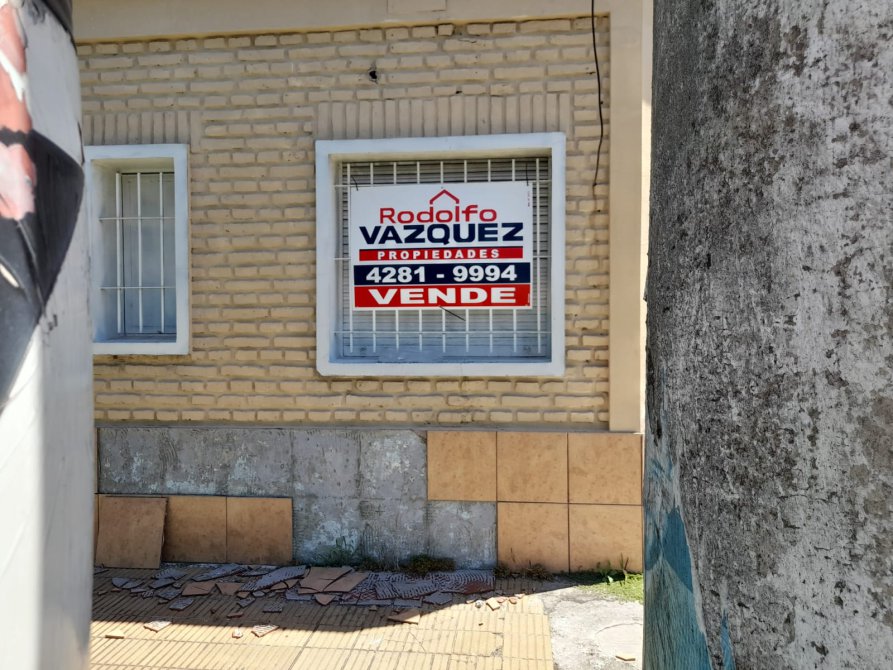 Rodolfo
VAZQUEZ
PROPIEDADES
4281 - 9994
VENDE